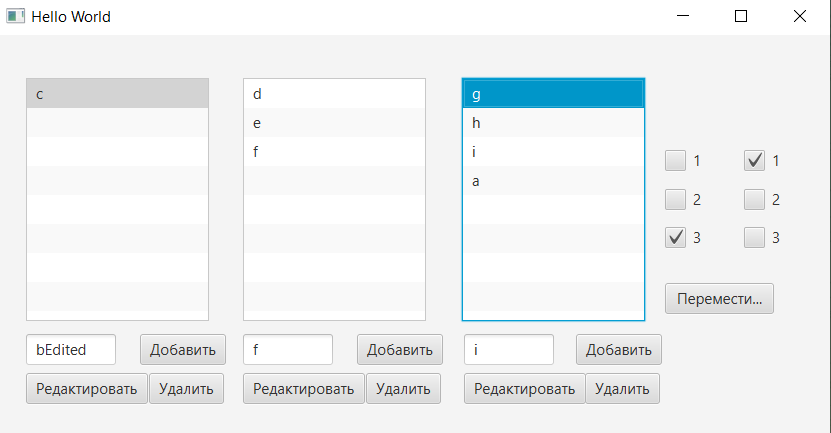 Hello World
c
d
e
f
g
h
i
a
1 1
2 2
3 3
Перемести...
bEdited Добавить f Добавить i Добавить
Редактировать Удалить Редактировать Удалить Редактировать Удалить